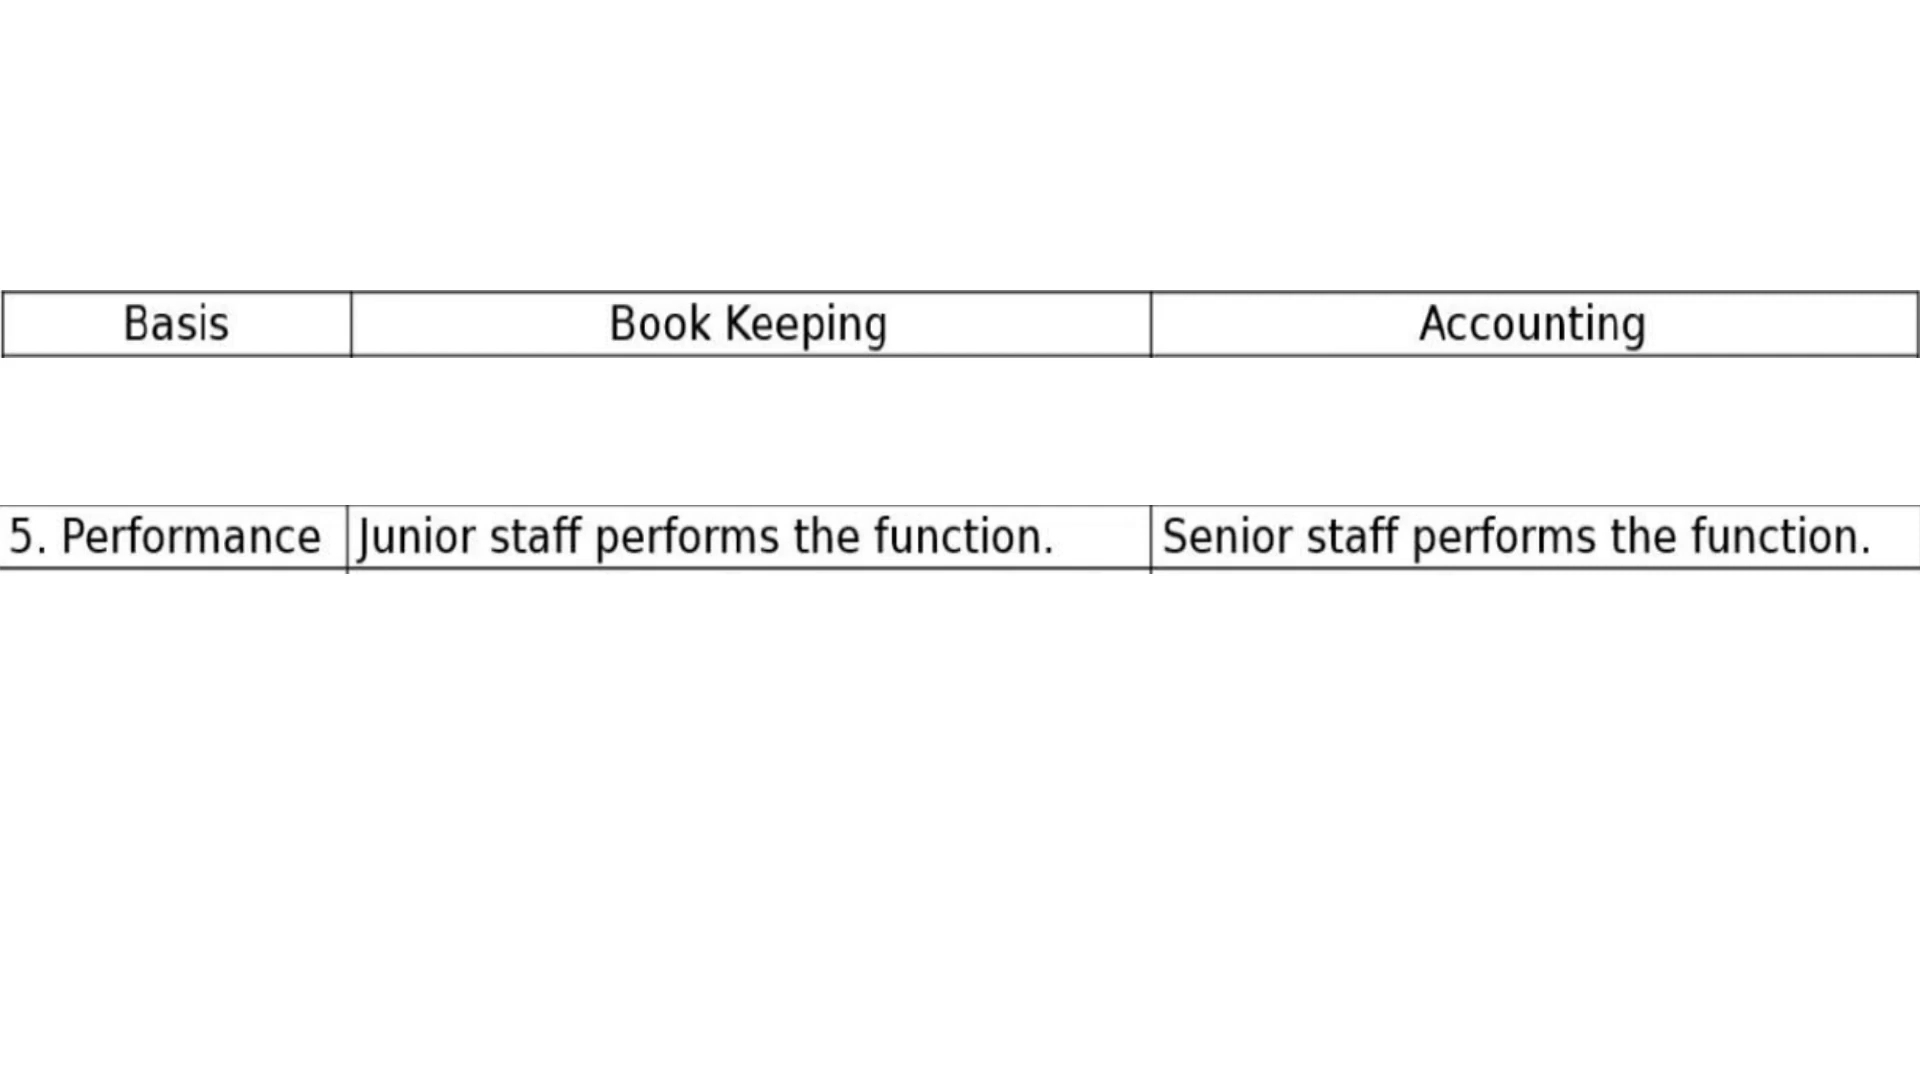 Basis Book Keeping Accounting
5. Performance Junior staff performs the function. Senior staff performs the function.